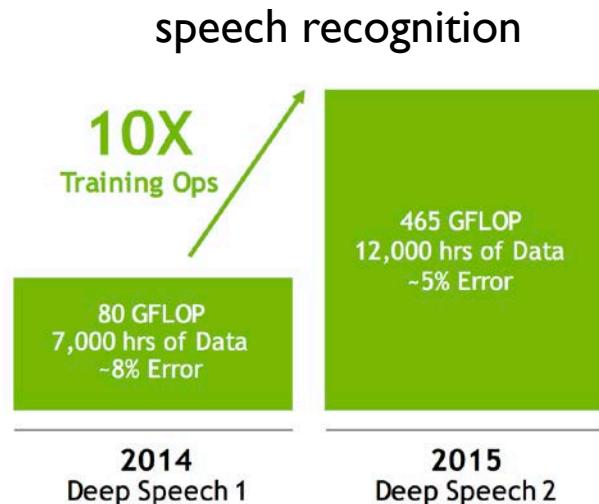 speech recognition
10X
Training Ops
80 GFLOP
7,000 hrs of Data
~8% Error
465 GFLOP
12,000 hrs of Data
~5% Error
2014
Deep Speech 1
2015
Deep Speech 2